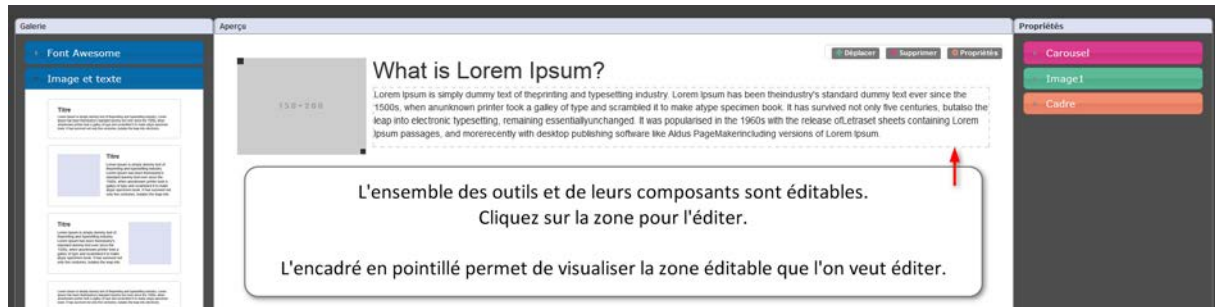 Galerie
Aperçu
Propriétés
Font Awesome
Image et texte
Déplacer
Supprimer
Propriétés
Carousel
Image1
Cadre
What is Lorem Ipsum?
150×200
Lorem Ipsum is simply dummy text of theprinting and typesetting industry. Lorem Ipsum has been theindustry's standard dummy text ever since the
1500s, when anunknown printer took a galley of type and scrambled it to make atype specimen book. It has survived not only five centuries, butalso the
leap into electronic typesetting, remaining essentiallyunchanged. It was popularised in the 1960s with the release ofLetraset sheets containing Lorem
Ipsum passages, and morerecently with desktop publishing software like Aldus PageMakerincluding versions of Lorem Ipsum.
Titre
Titre
Titre
L'ensemble des outils et de leurs composants sont éditables.
Cliquez sur la zone pour l'éditer.
L'encadré en pointillé permet de visualiser la zone éditable que l'on veut éditer.